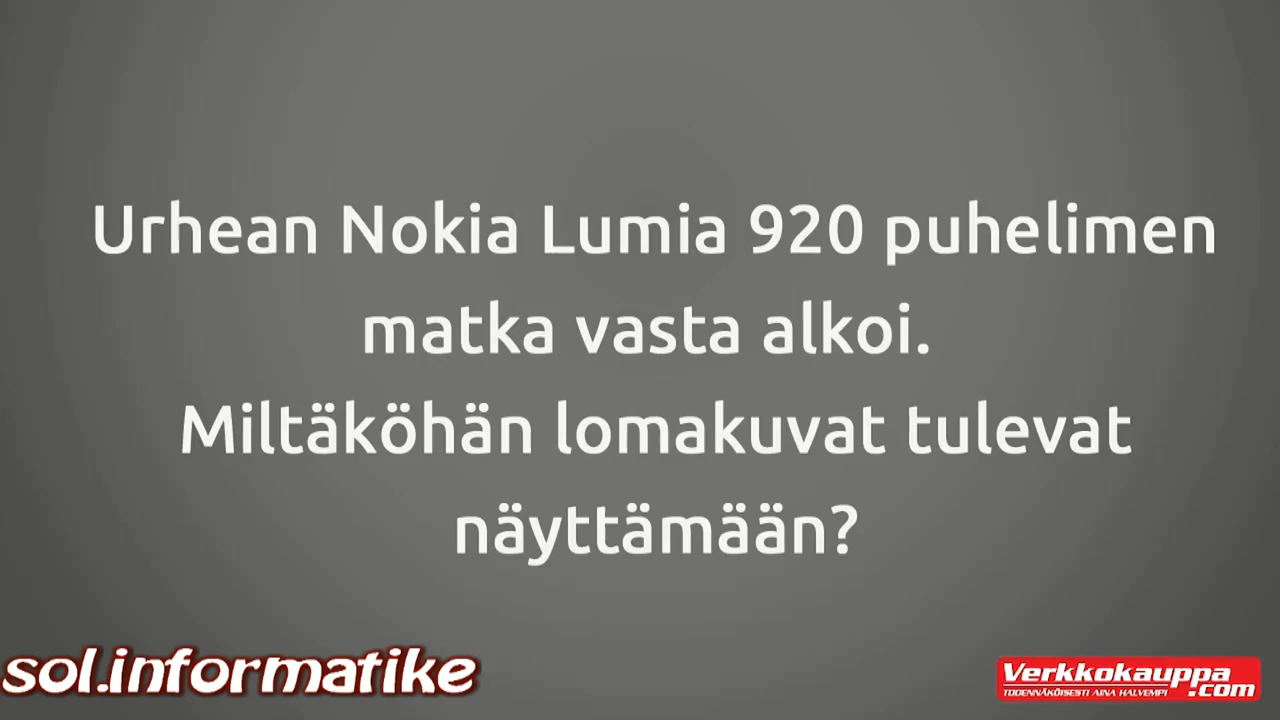 Urhean Nokia Lumia 920 puhelimen
matka vasta alkoi.
Miltäköhän lomakuvat tulevat
näyttämään?
sol.informatike
Verkkokauppa
.com
TODENNÄKÖISESTI AINA HALVEMPI